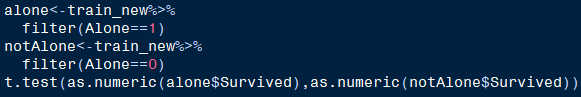 alone<-train_new%>%
  filter(Alone==1)
notAlone<-train_new%>%
  filter(Alone==0)
t.test(as.numeric(alone$Survived),as.numeric(notAlone$Survived))